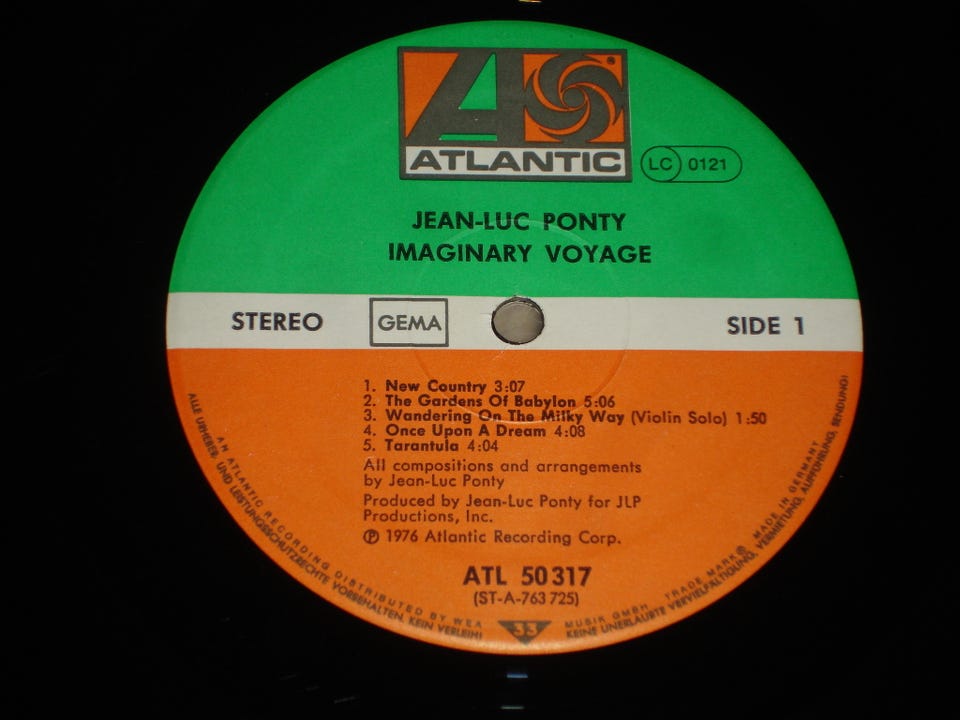 ATLANTIC
®
LC 0121
JEAN-LUC PONTY
IMAGINARY VOYAGE
STEREO GEMA SIDE 1
1. New Country 3:07
2. The Gardens Of Babylon 5:06
3. Wandering On The Milky Way (Violin Solo) 1:50
4. Once Upon A Dream 4:08
5. Tarantula 4:04
All compositions and arrangements
by Jean-Luc Ponty
Produced by Jean-Luc Ponty for JLP
Productions, Inc.
℗ 1976 Atlantic Recording Corp.
ATL 50317
(ST-A-763 725)
33
AN ATLANTIC RECORDING DISTRIBUTED BY WEA MUSIK GMBH TRADE MARK® MADE IN GERMANY
ALLE URHEBER- UND LEISTUNGSSCHUTZRECHTE VORBEHALTEN. KEIN VERLEIH! KEINE UNERLAUBTE VERVIELFÄLTIGUNG, VERMIETUNG, AUFFÜHRUNG, SENDUNG!